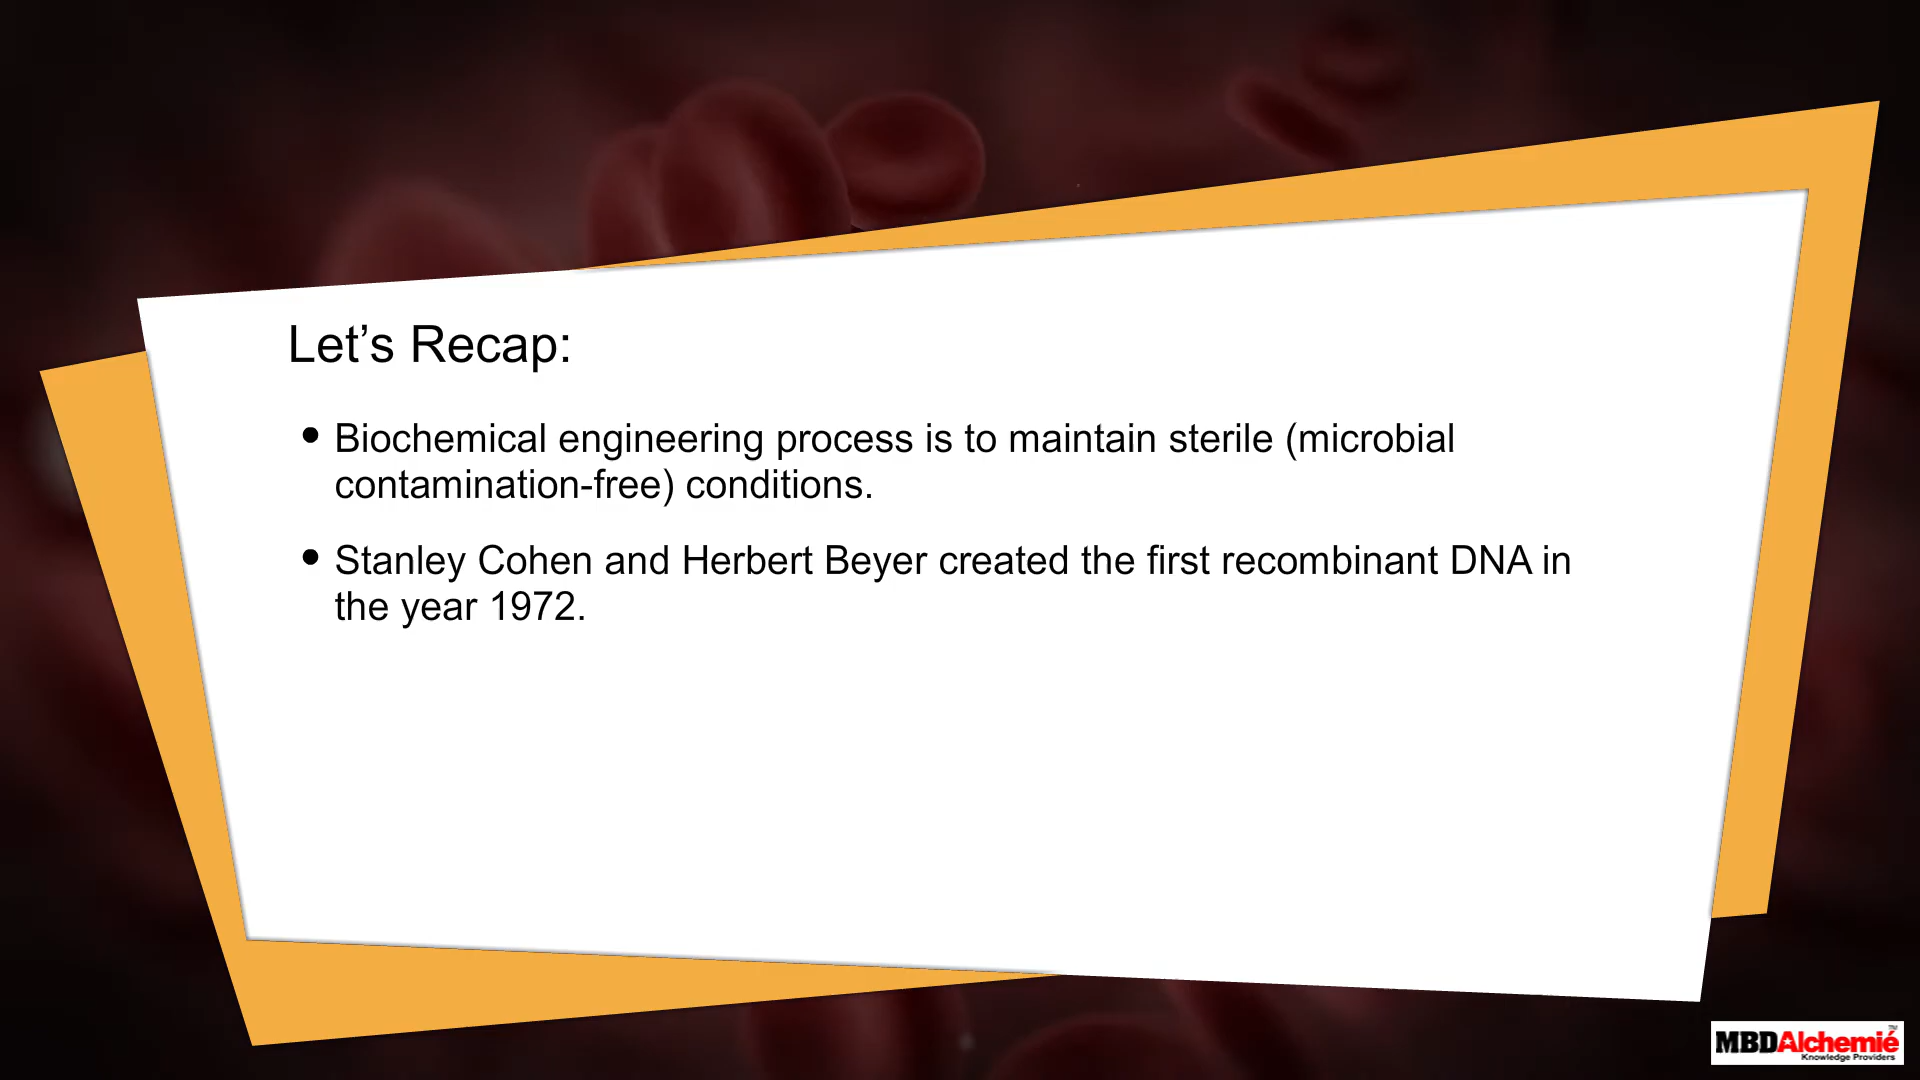 Let’s Recap:
• Biochemical engineering process is to maintain sterile (microbial
contamination-free) conditions.
• Stanley Cohen and Herbert Beyer created the first recombinant DNA in
the year 1972.
MBDAlchemié™
Knowledge Providers